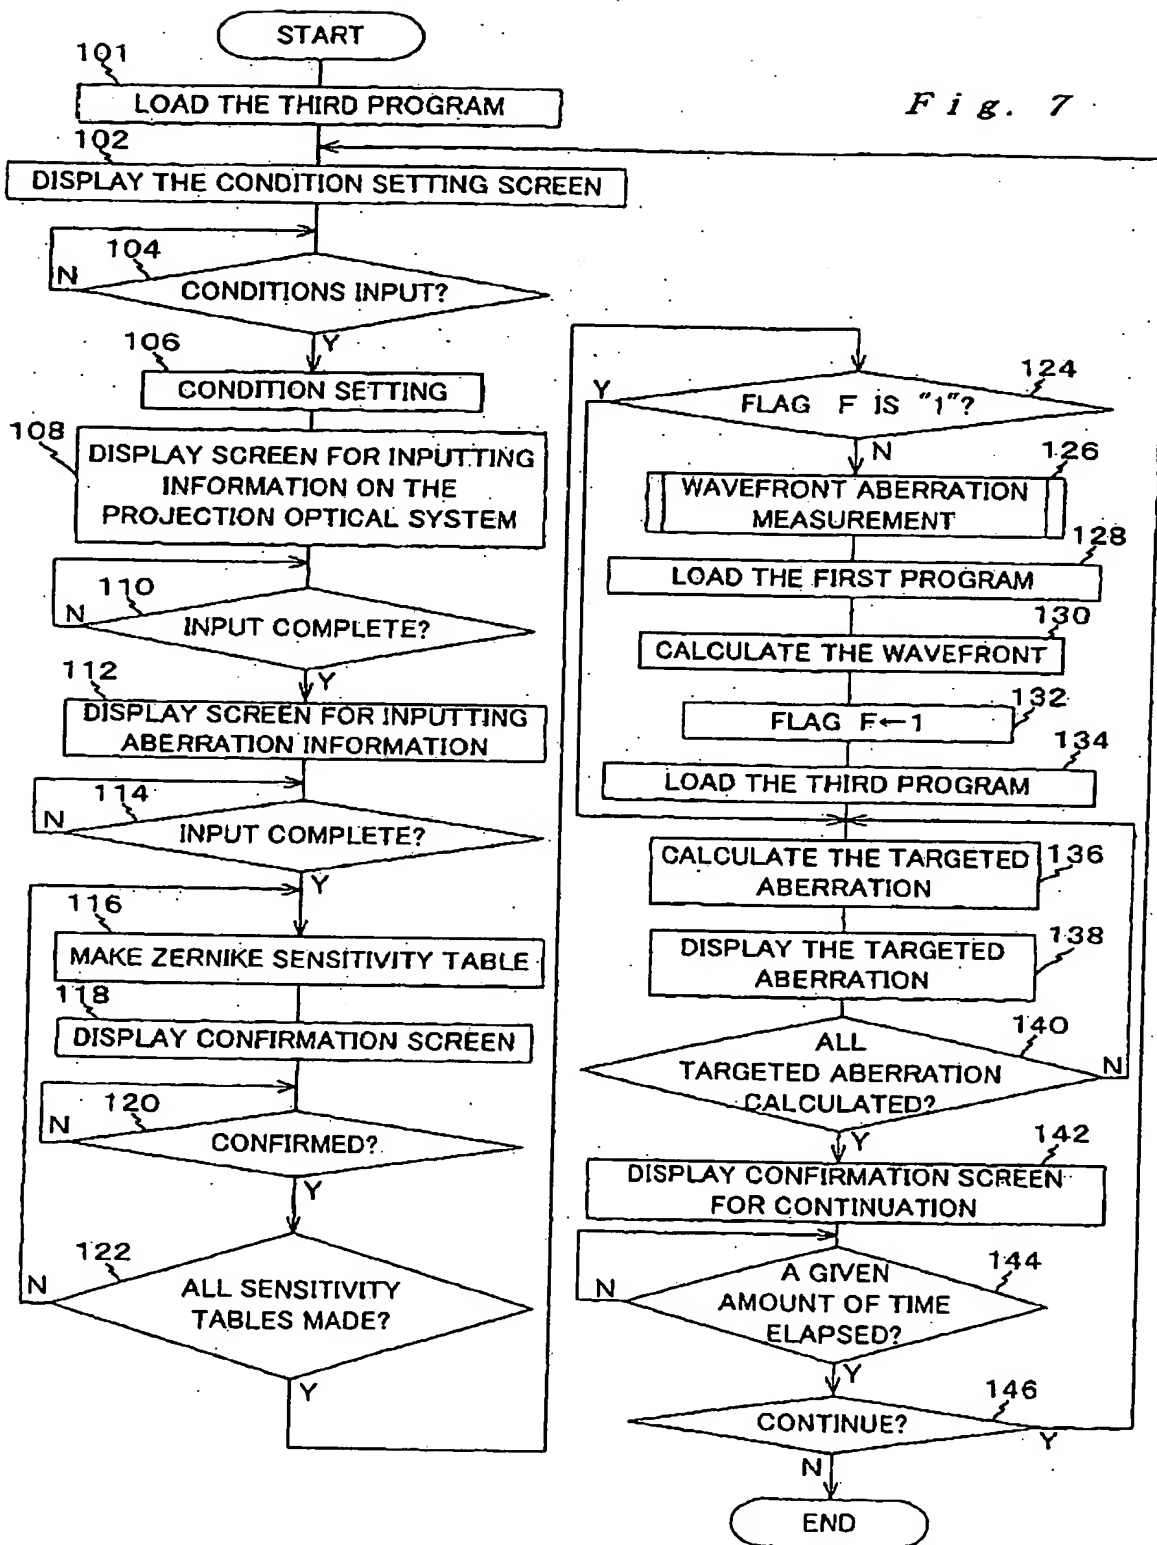 Fig. 7
START
101
LOAD THE THIRD PROGRAM
102
DISPLAY THE CONDITION SETTING SCREEN
104
N
CONDITIONS INPUT?
Y
106
CONDITION SETTING
108
DISPLAY SCREEN FOR INPUTTING
INFORMATION ON THE
PROJECTION OPTICAL SYSTEM
110
N
INPUT COMPLETE?
Y
112
DISPLAY SCREEN FOR INPUTTING
ABERRATION INFORMATION
114
N
INPUT COMPLETE?
Y
116
MAKE ZERNIKE SENSITIVITY TABLE
118
DISPLAY CONFIRMATION SCREEN
120
N
CONFIRMED?
Y
122
N
ALL SENSITIVITY
TABLES MADE?
Y
124
Y
FLAG F IS "1"?
N
126
WAVEFRONT ABERRATION
MEASUREMENT
128
LOAD THE FIRST PROGRAM
130
CALCULATE THE WAVEFRONT
132
FLAG F←1
134
LOAD THE THIRD PROGRAM
CALCULATE THE TARGETED
ABERRATION
136
DISPLAY THE TARGETED
ABERRATION
138
140
ALL
TARGETED ABERRATION
CALCULATED?
N
Y
142
DISPLAY CONFIRMATION SCREEN
FOR CONTINUATION
144
N
A GIVEN
AMOUNT OF TIME
ELAPSED?
Y
146
CONTINUE?
Y
N
END